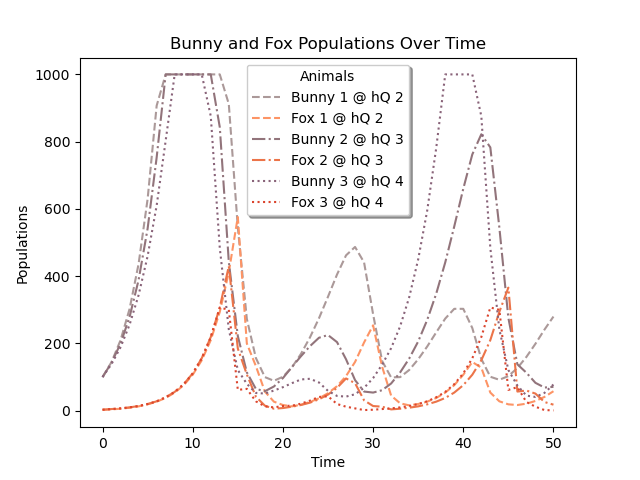 Bunny and Fox Populations Over Time
Animals
Bunny 1 @ hQ 2
Fox 1 @ hQ 2
Bunny 2 @ hQ 3
Fox 2 @ hQ 3
Bunny 3 @ hQ 4
Fox 3 @ hQ 4
Populations
1000
800
600
400
200
0
0 10 20 30 40 50
Time